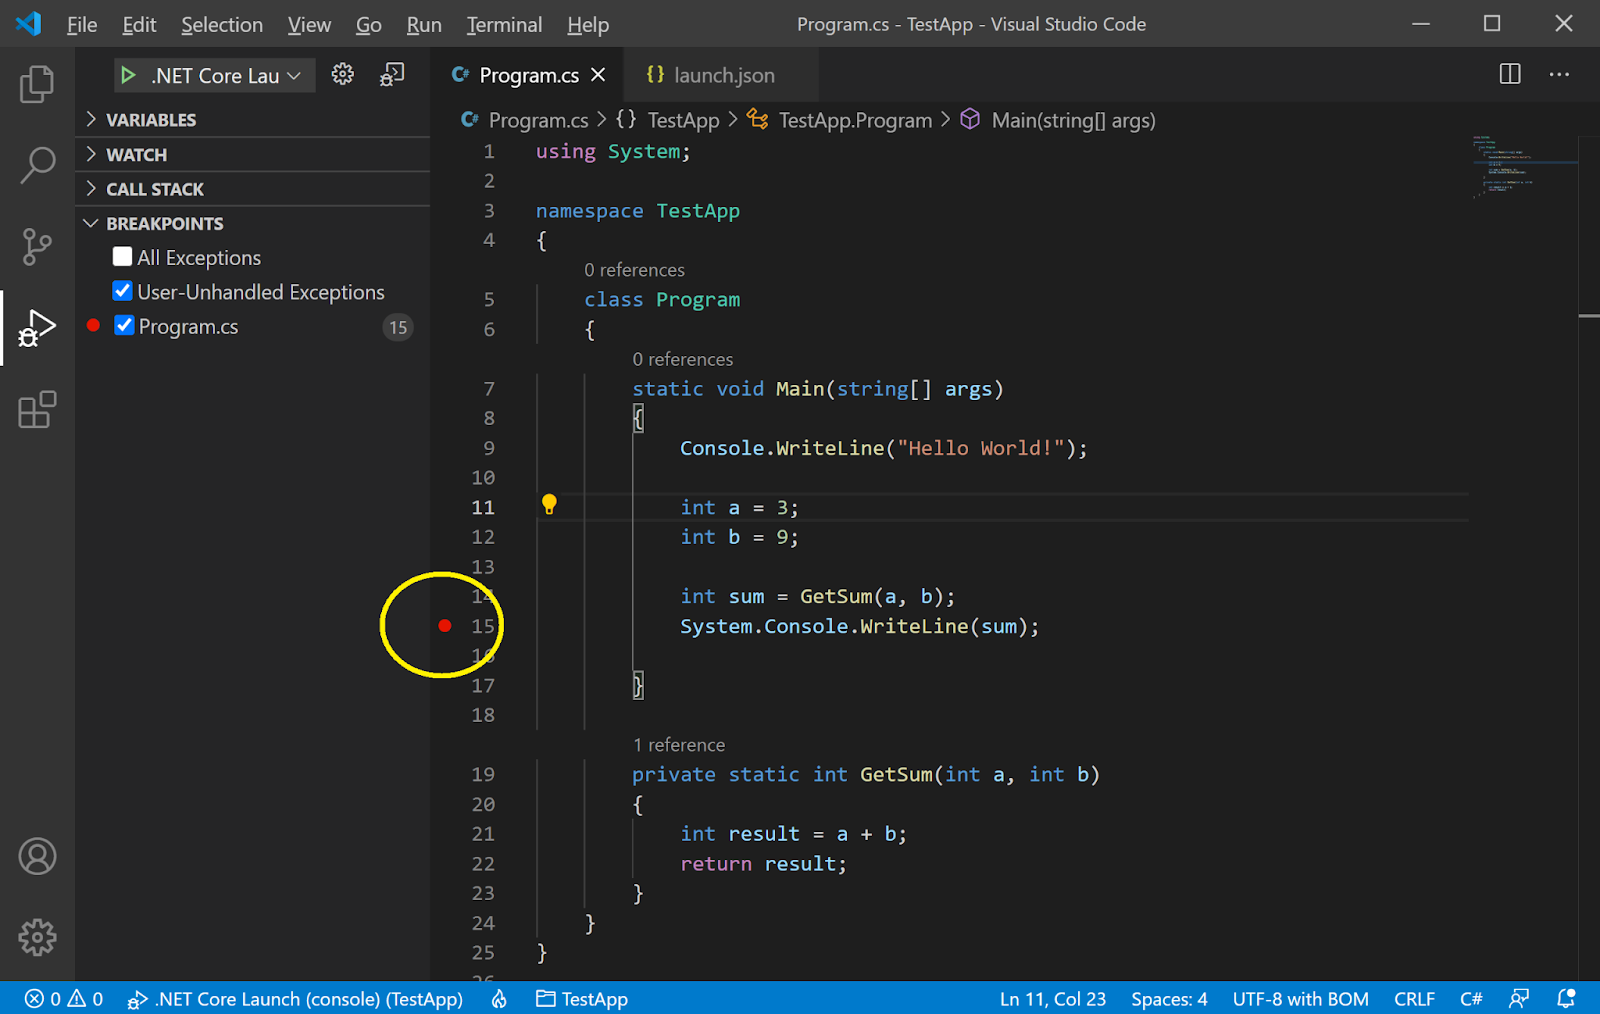 File Edit Selection View Go Run Terminal Help Program.cs - TestApp - Visual Studio Code
.NET Core Lau
Program.cs
launch.json
VARIABLES
WATCH
CALL STACK
BREAKPOINTS
All Exceptions
User-Unhandled Exceptions
Program.cs 15
Program.cs > {} TestApp > TestApp.Program > Main(string[] args)
1 using System;
2
3 namespace TestApp
4 {
0 references
5 class Program
6 {
0 references
7 static void Main(string[] args)
8 {
9 Console.WriteLine("Hello World!");
10
11 int a = 3;
12 int b = 9;
13
14 int sum = GetSum(a, b);
15 System.Console.WriteLine(sum);
16
17 }
18
1 reference
19 private static int GetSum(int a, int b)
20 {
21 int result = a + b;
22 return result;
23 }
24 }
25 }
26
0 0 .NET Core Launch (console) (TestApp) TestApp Ln 11, Col 23 Spaces: 4 UTF-8 with BOM CRLF C#